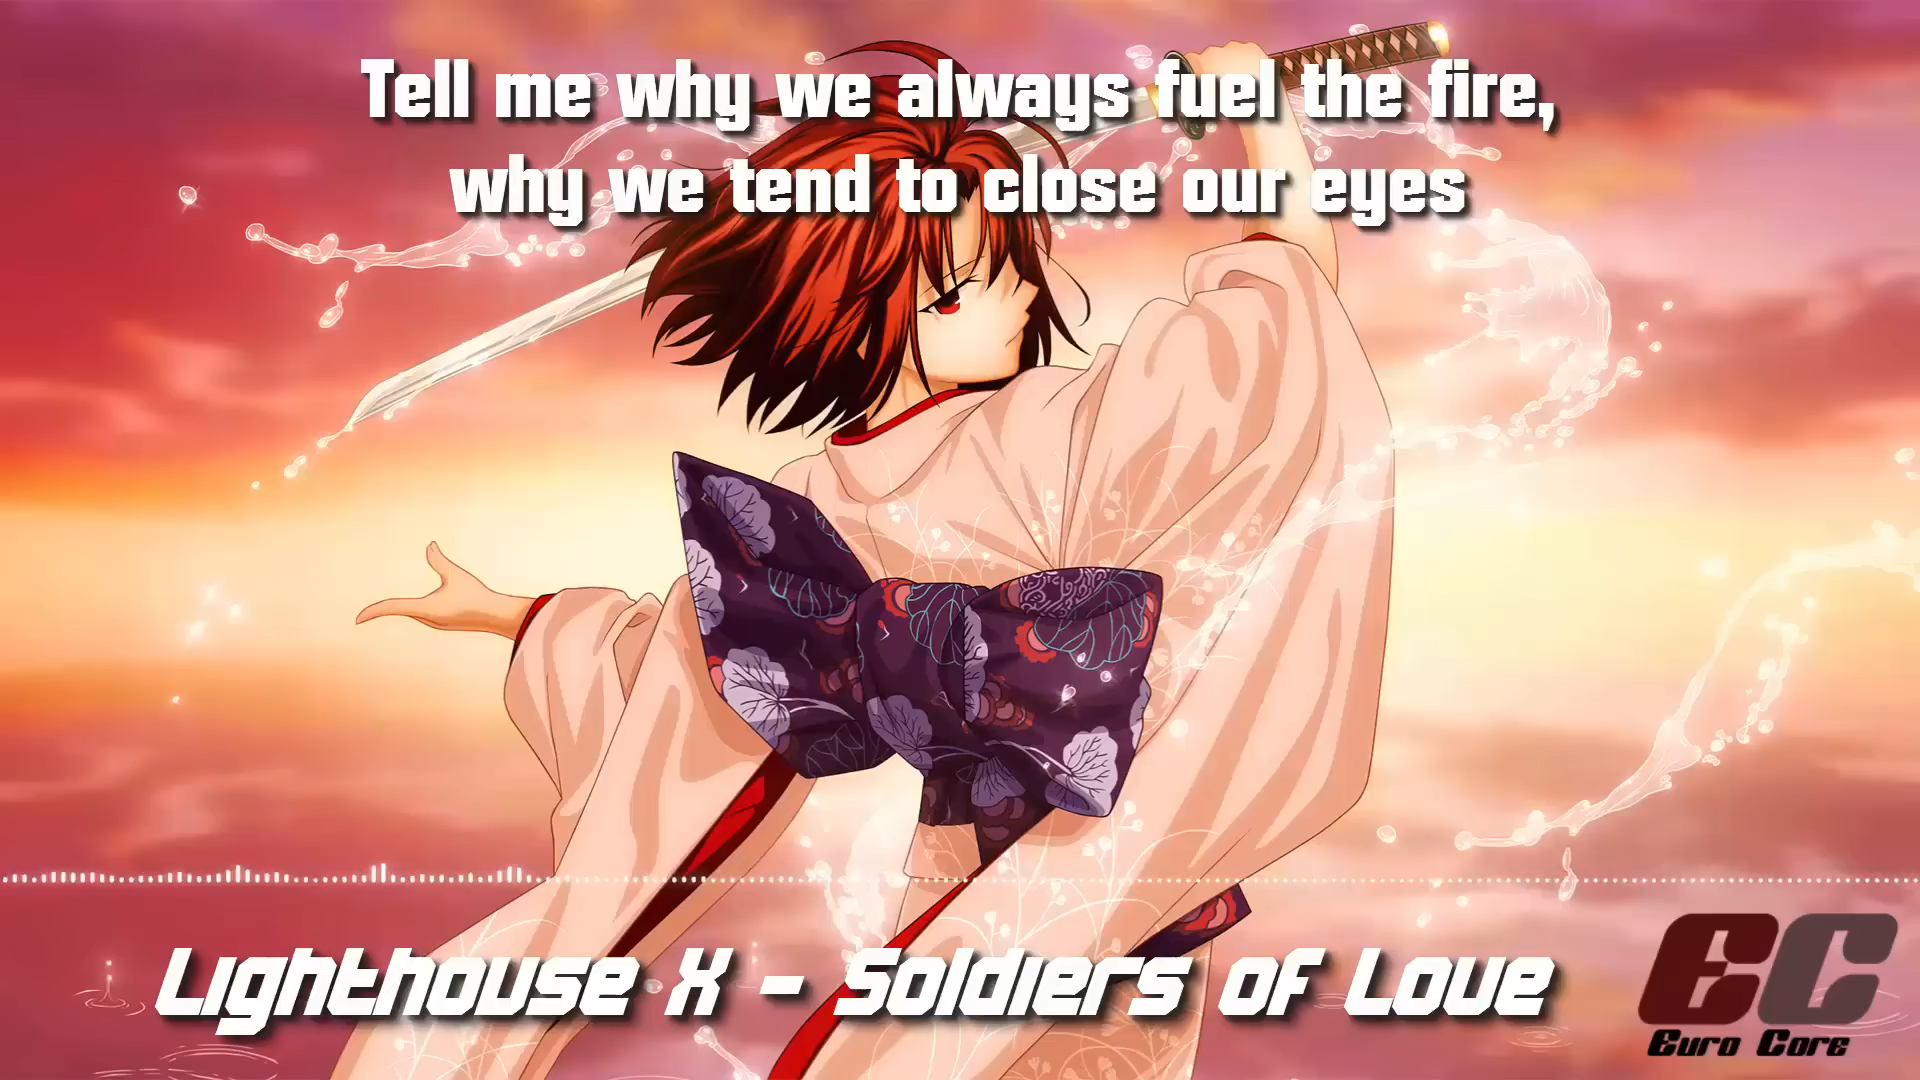 Tell me why we always fuel the fire,
why we tend to close our eyes
Lighthouse X - Soldiers of Love
EC
Euro Core